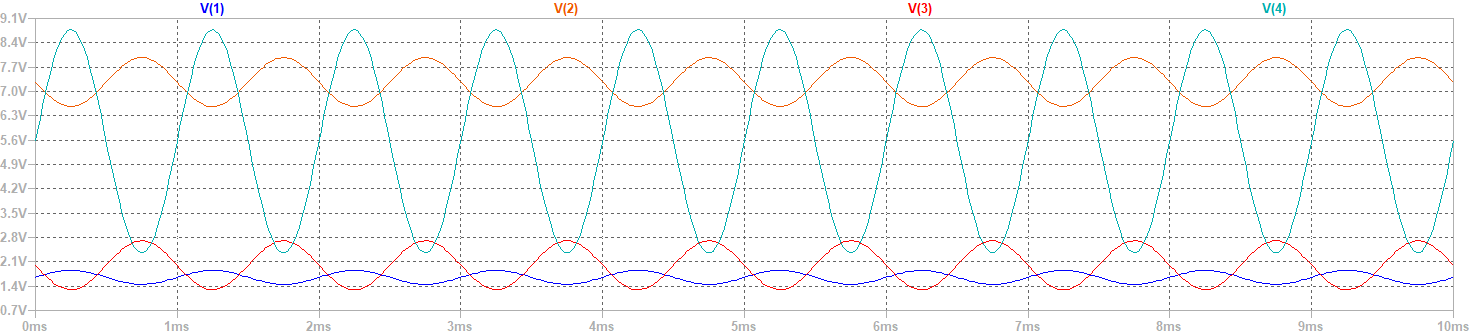 V(1) V(2) V(3) V(4)
9.1V
8.4V
7.7V
7.0V
6.3V
5.6V
4.9V
4.2V
3.5V
2.8V
2.1V
1.4V
0.7V
0ms 1ms 2ms 3ms 4ms 5ms 6ms 7ms 8ms 9ms 10ms